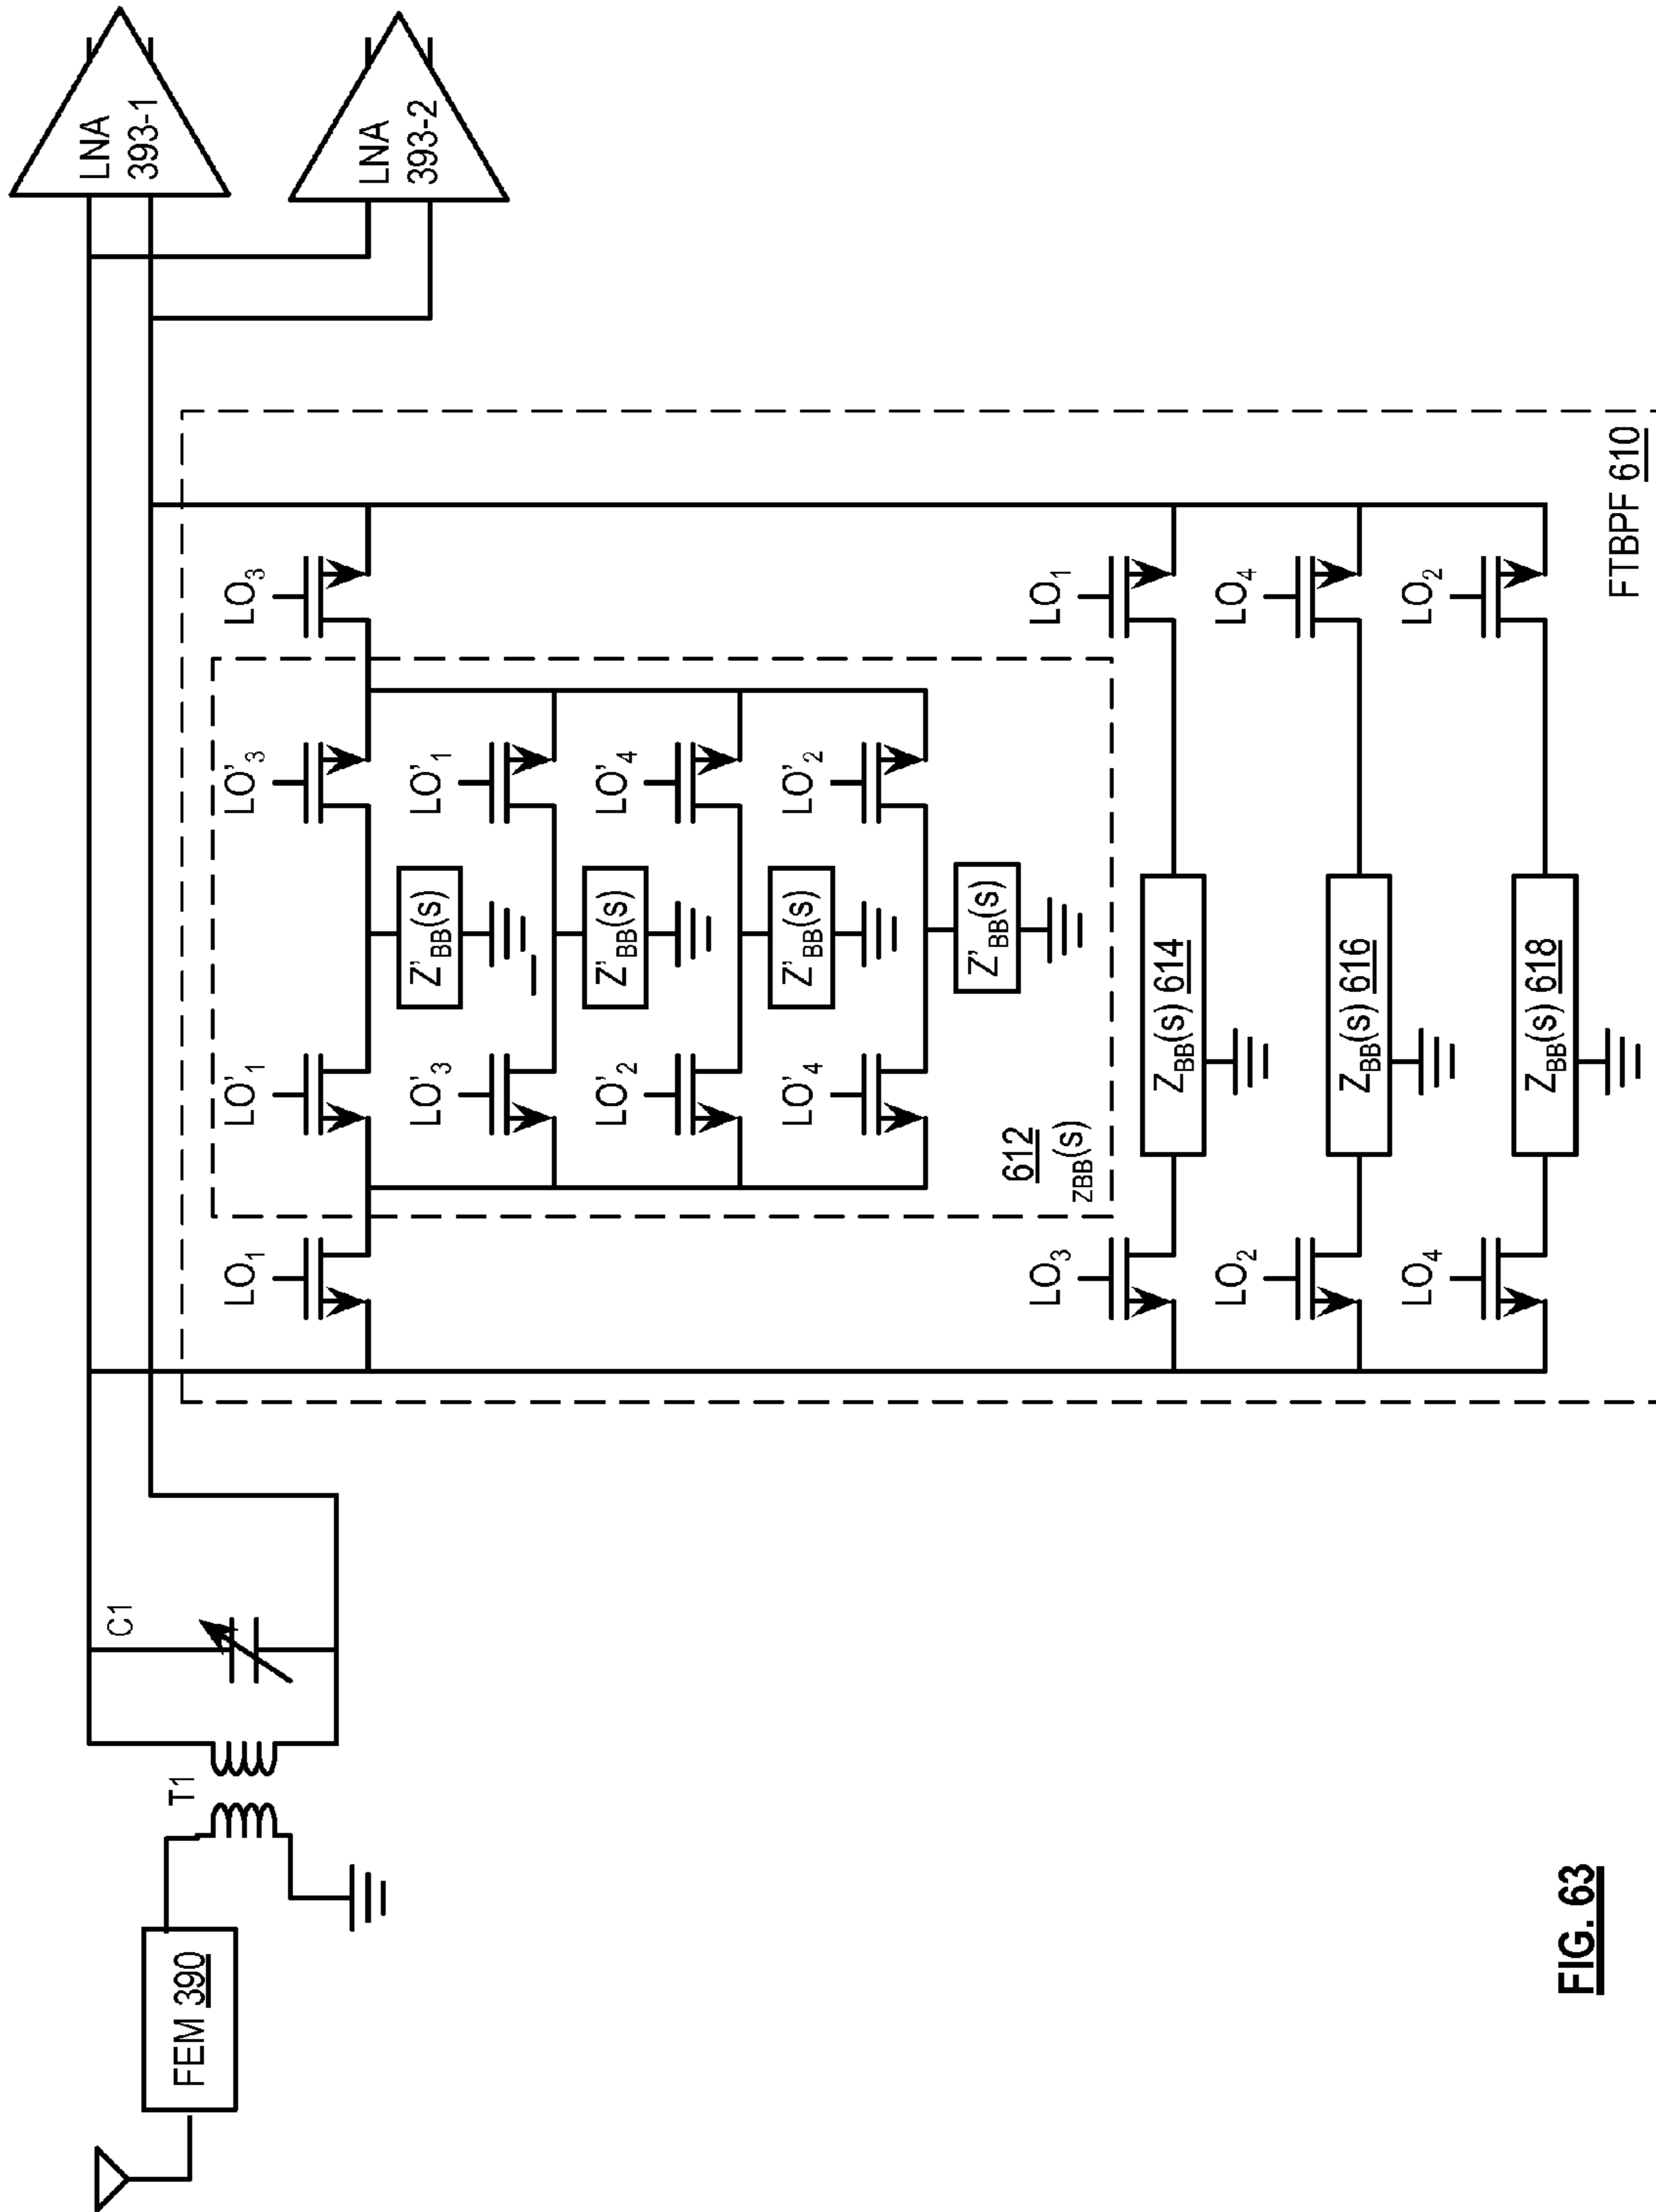 FEM 390
T1
C1
LNA
393-1
LNA
393-2
LO1
LO'1
LO'3
LO3
Z'BB(s)
LO'3
LO'1
Z'BB(s)
LO'2
LO'4
Z'BB(s)
LO'4
LO'2
Z'BB(s)
612
ZBB(s)
LO3
LO1
ZBB(s) 614
LO2
LO4
ZBB(s) 616
LO4
LO2
ZBB(s) 618
FTBPF 610
FIG. 63